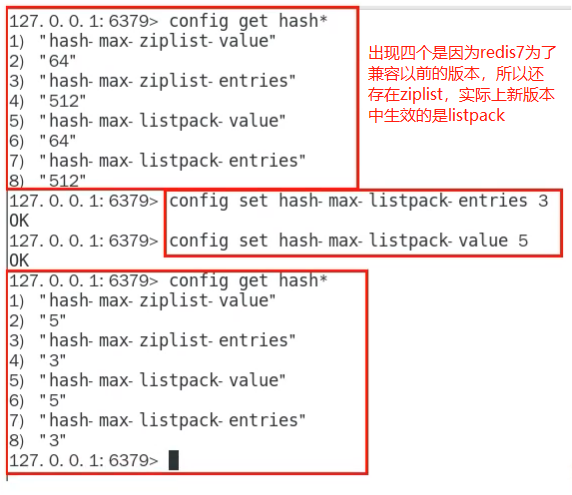 127.0.0.1:6379> config get hash*
1) "hash-max-ziplist-value"
2) "64"
3) "hash-max-ziplist-entries"
4) "512"
5) "hash-max-listpack-value"
6) "64"
7) "hash-max-listpack-entries"
8) "512"
出现四个是因为redis7为了
兼容以前的版本，所以还
存在ziplist，实际上新版本
中生效的是listpack
127.0.0.1:6379> config set hash-max-listpack-entries 3
OK
127.0.0.1:6379> config set hash-max-listpack-value 5
OK
127.0.0.1:6379> config get hash*
1) "hash-max-ziplist-value"
2) "5"
3) "hash-max-ziplist-entries"
4) "3"
5) "hash-max-listpack-value"
6) "5"
7) "hash-max-listpack-entries"
8) "3"
127.0.0.1:6379>